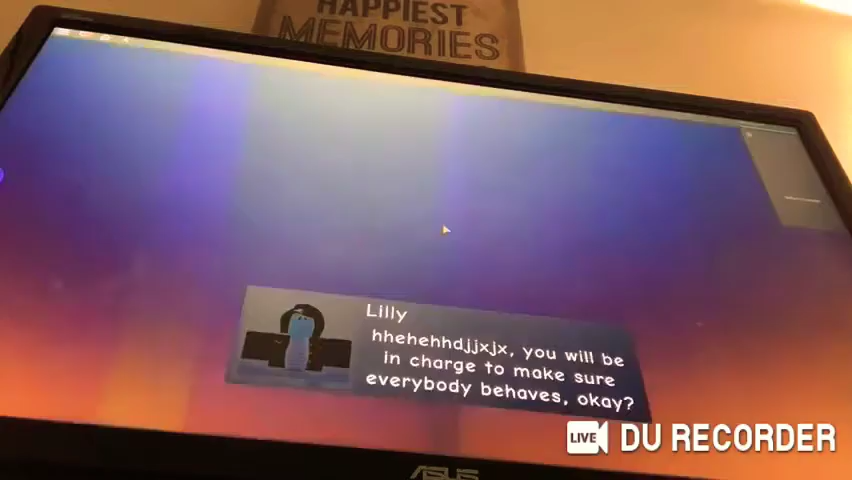 HAPPIEST
MEMORIES
Lilly
hhehehhdjjxjx, you will be
in charge to make sure
everybody behaves, okay?
LIVE DU RECORDER
ASUS